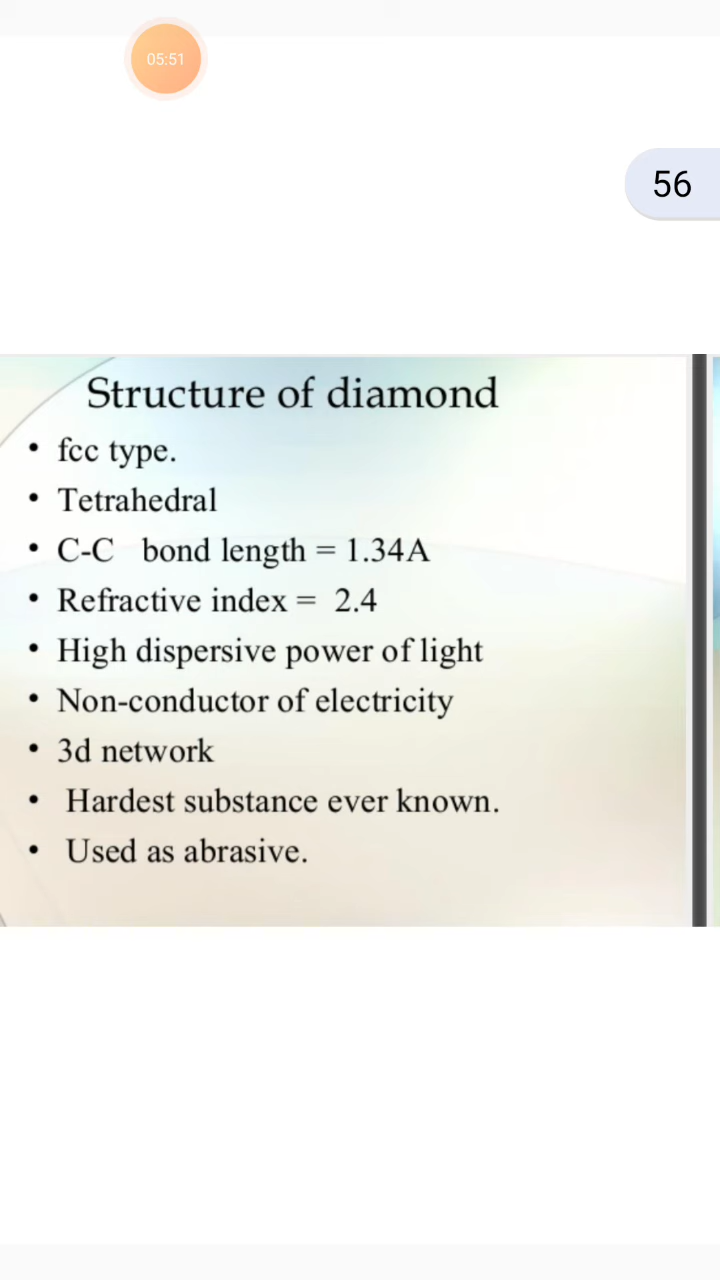 05:51
56
Structure of diamond
• fcc type.
• Tetrahedral
• C-C bond length = 1.34A
• Refractive index = 2.4
• High dispersive power of light
• Non-conductor of electricity
• 3d network
• Hardest substance ever known.
• Used as abrasive.